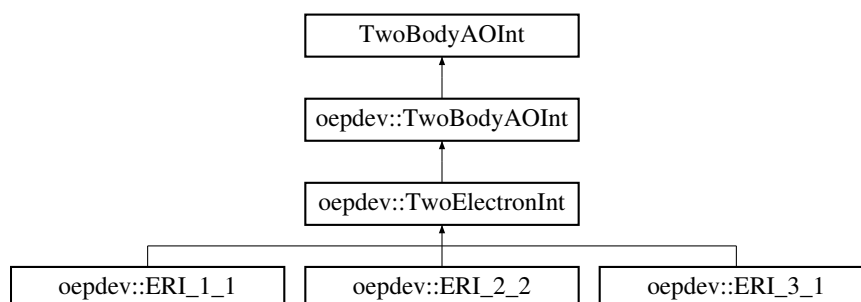 TwoBodyAOInt
oepdev::TwoBodyAOInt
oepdev::TwoElectronInt
oepdev::ERI_1_1 oepdev::ERI_2_2 oepdev::ERI_3_1